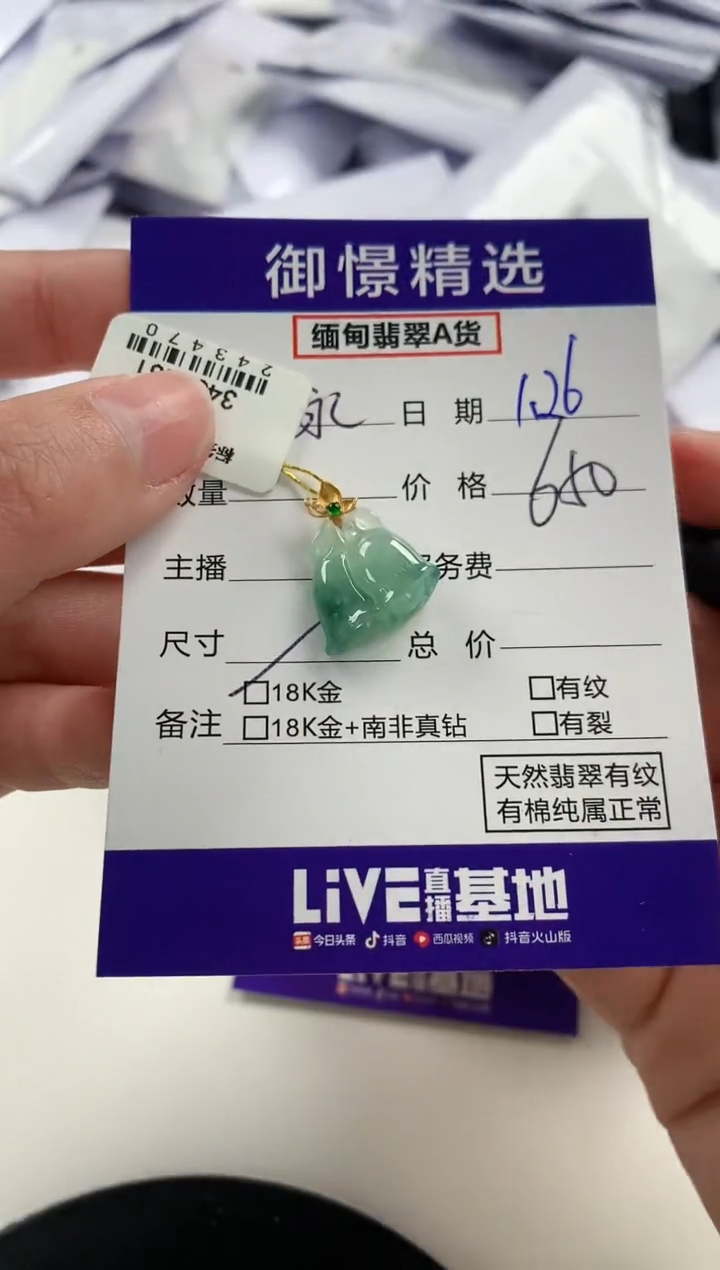 御憬精选
缅甸翡翠A货
243470
日 期 1.26
数量 价 格 650
主播 务费
尺寸 总 价
□18K金 □有纹
备注 □18K金+南非真钻 □有裂
天然翡翠有纹
有棉纯属正常
LiVE直播基地
今日头条 抖音 西瓜视频 抖音火山版